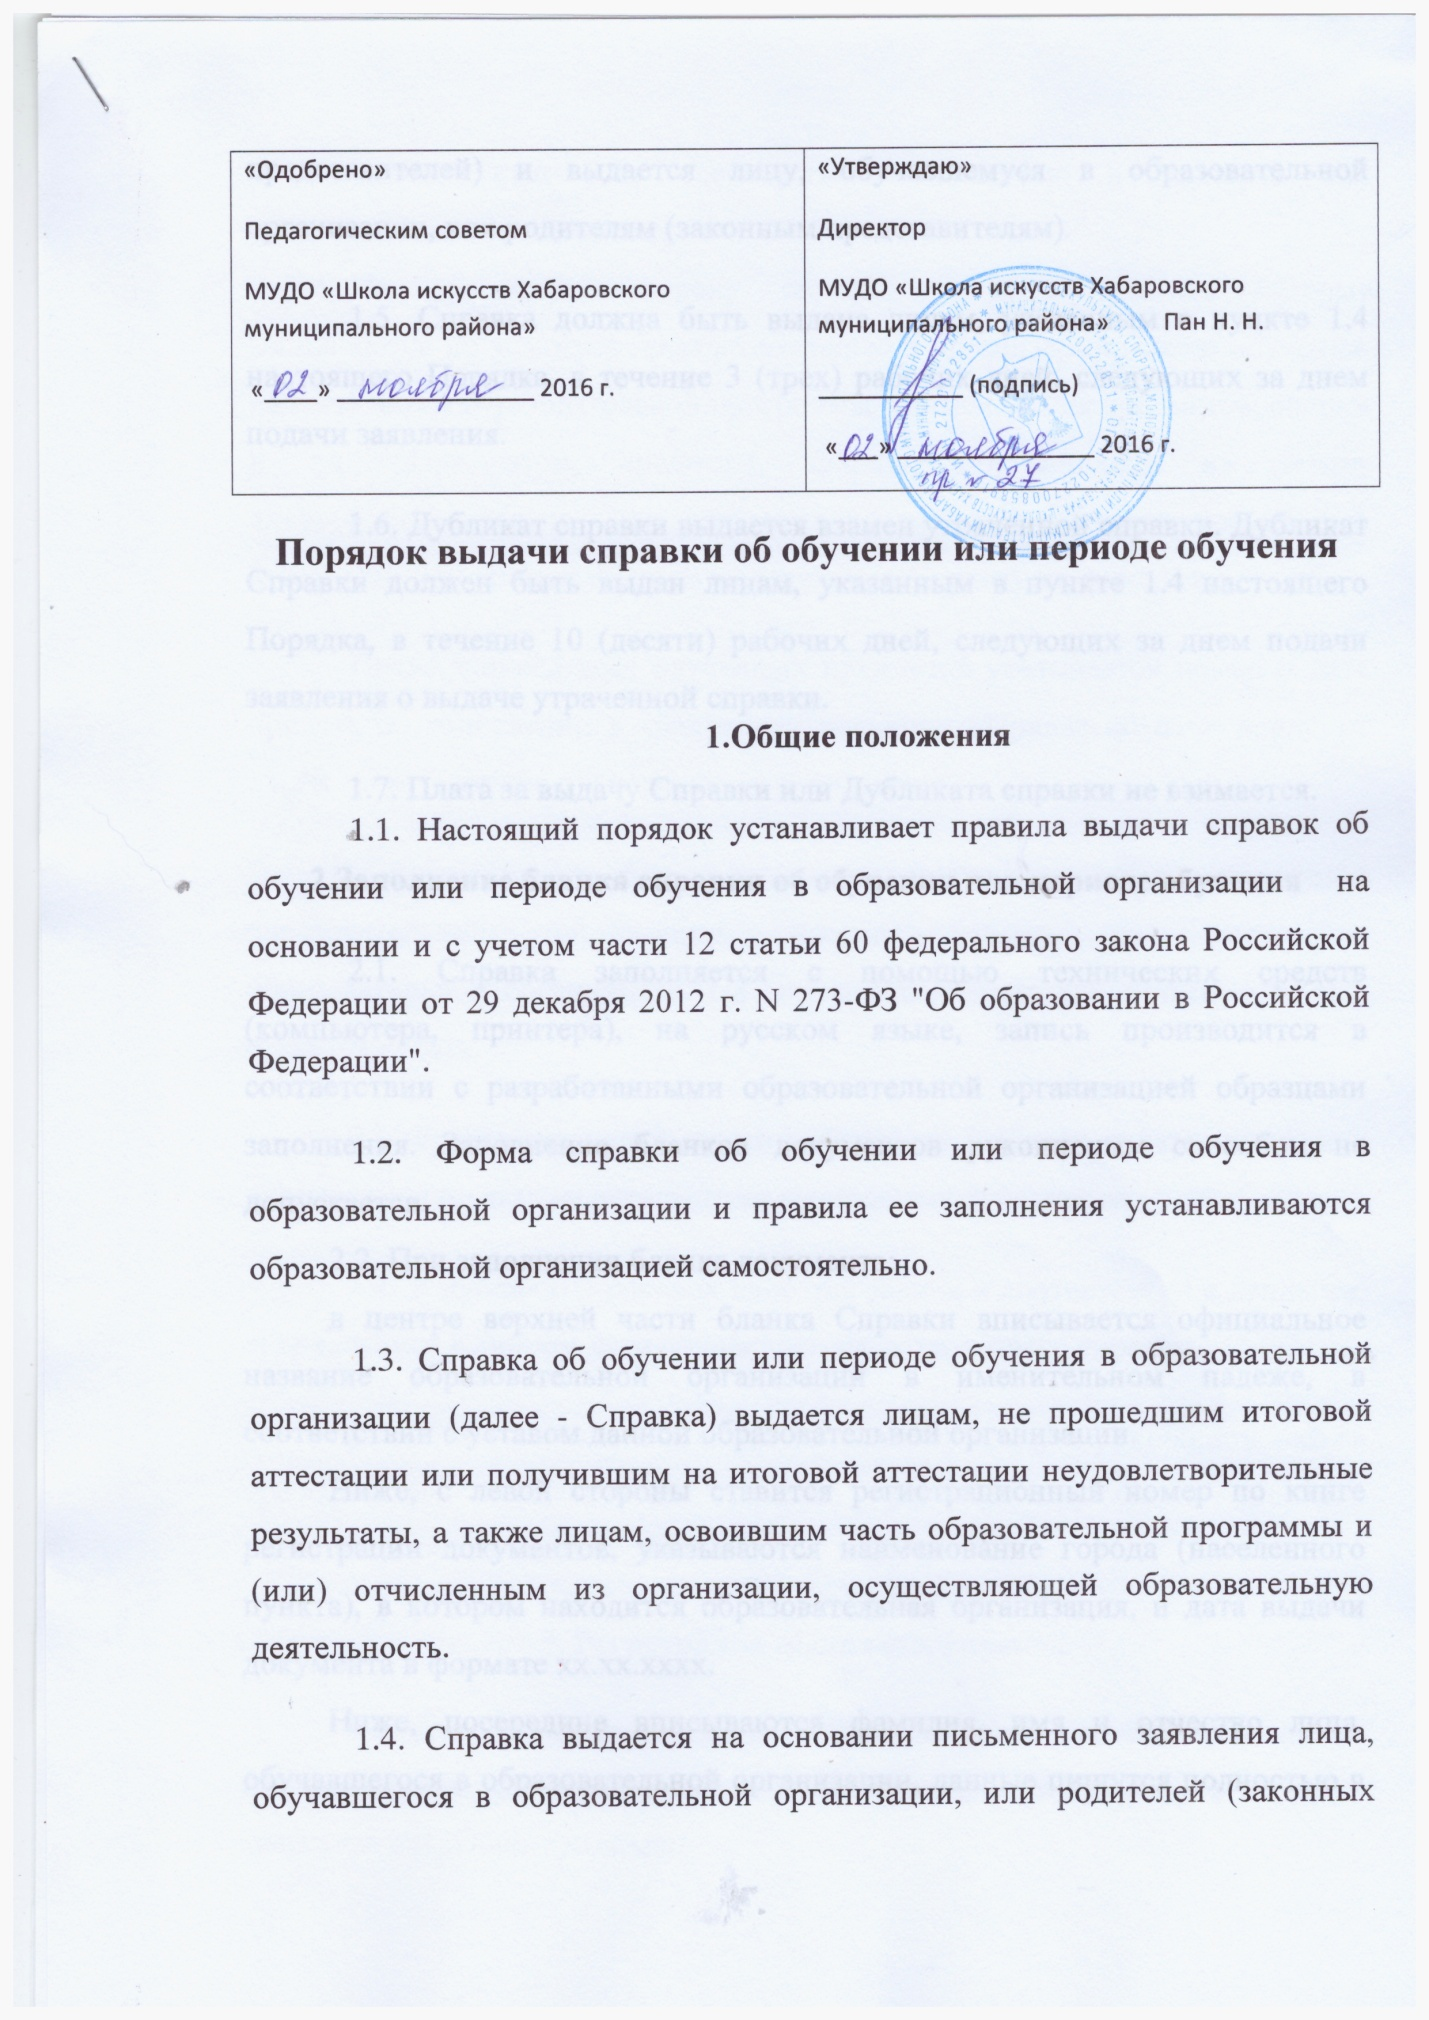 «Одобрено»
Педагогическим советом
МУДО «Школа искусств Хабаровского
муниципального района»
«02» ноября 2016 г.
«Утверждаю»
Директор
МУДО «Школа искусств Хабаровского
муниципального района» Пан Н. Н.
____________ (подпись)
«02» ноября 2016 г.
пр № 27
Порядок выдачи справки об обучении или периоде обучения
1.Общие положения
1.1. Настоящий порядок устанавливает правила выдачи справок об
обучении или периоде обучения в образовательной организации на
основании и с учетом части 12 статьи 60 федерального закона Российской
Федерации от 29 декабря 2012 г. N 273-ФЗ "Об образовании в Российской
Федерации".
1.2. Форма справки об обучении или периоде обучения в
образовательной организации и правила ее заполнения устанавливаются
образовательной организацией самостоятельно.
1.3. Справка об обучении или периоде обучения в образовательной
организации (далее - Справка) выдается лицам, не прошедшим итоговой
аттестации или получившим на итоговой аттестации неудовлетворительные
результаты, а также лицам, освоившим часть образовательной программы и
(или) отчисленным из организации, осуществляющей образовательную
деятельность.
1.4. Справка выдается на основании письменного заявления лица,
обучавшегося в образовательной организации, или родителей (законных